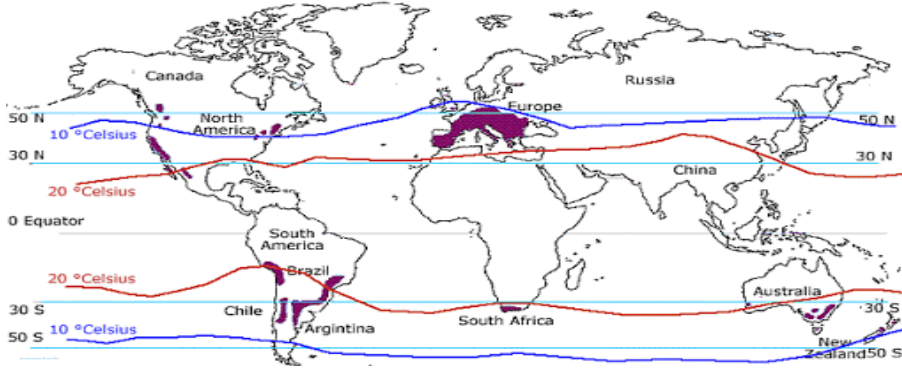 Canada
Russia
North
America
Europe
50 N
50 N
10 °Celsius
30 N
30 N
China
20 °Celsius
0 Equator
South
America
Brazil
20 °Celsius
Australia
30 S
Chile
30 S
South Africa
Argintina
10 °Celsius
50 S
New
Zealand
50 S